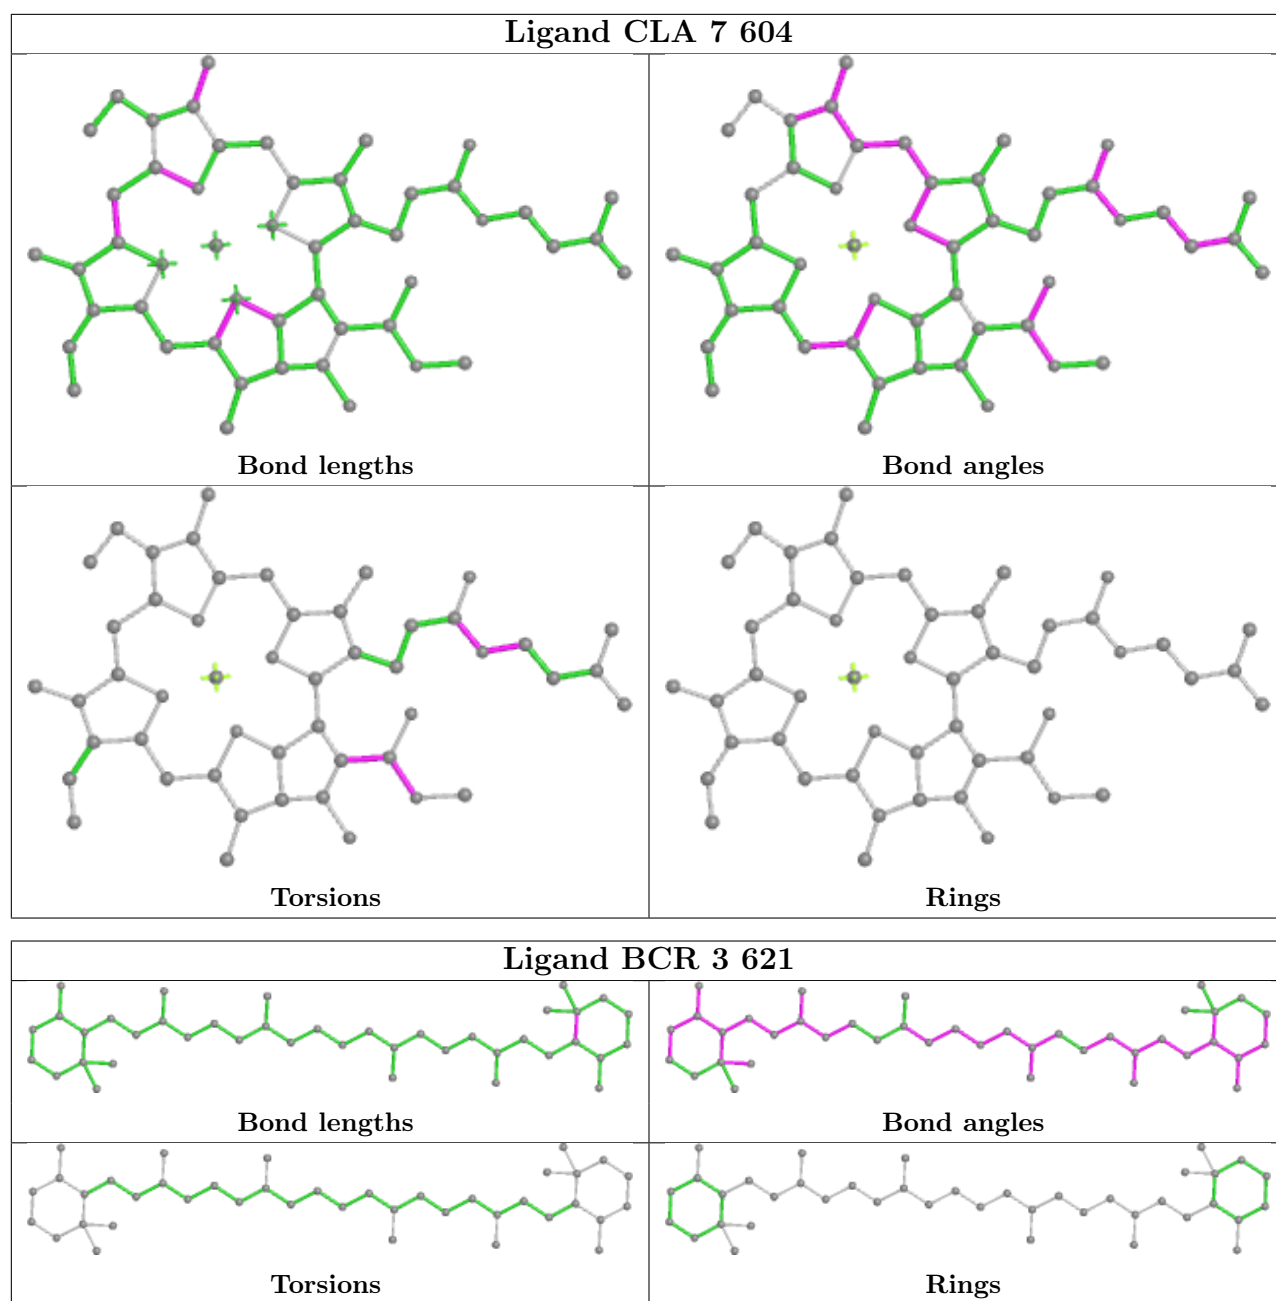 Ligand CLA 7 604
Bond lengths
Bond angles
Torsions
Rings
Ligand BCR 3 621
Bond lengths
Bond angles
Torsions
Rings